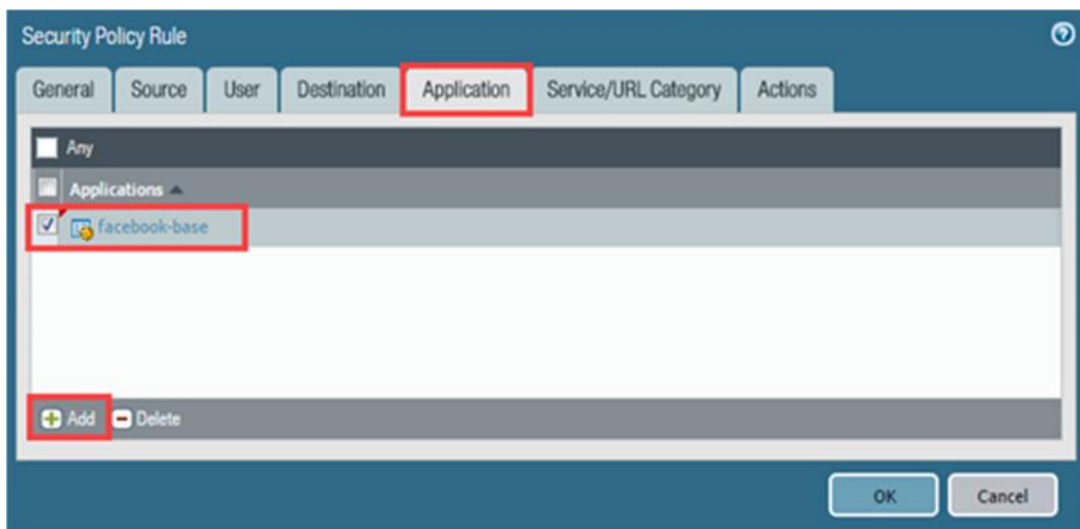 Security Policy Rule
General Source User Destination Application Service/URL Category Actions
Any
Applications
facebook-base
Add Delete
OK Cancel